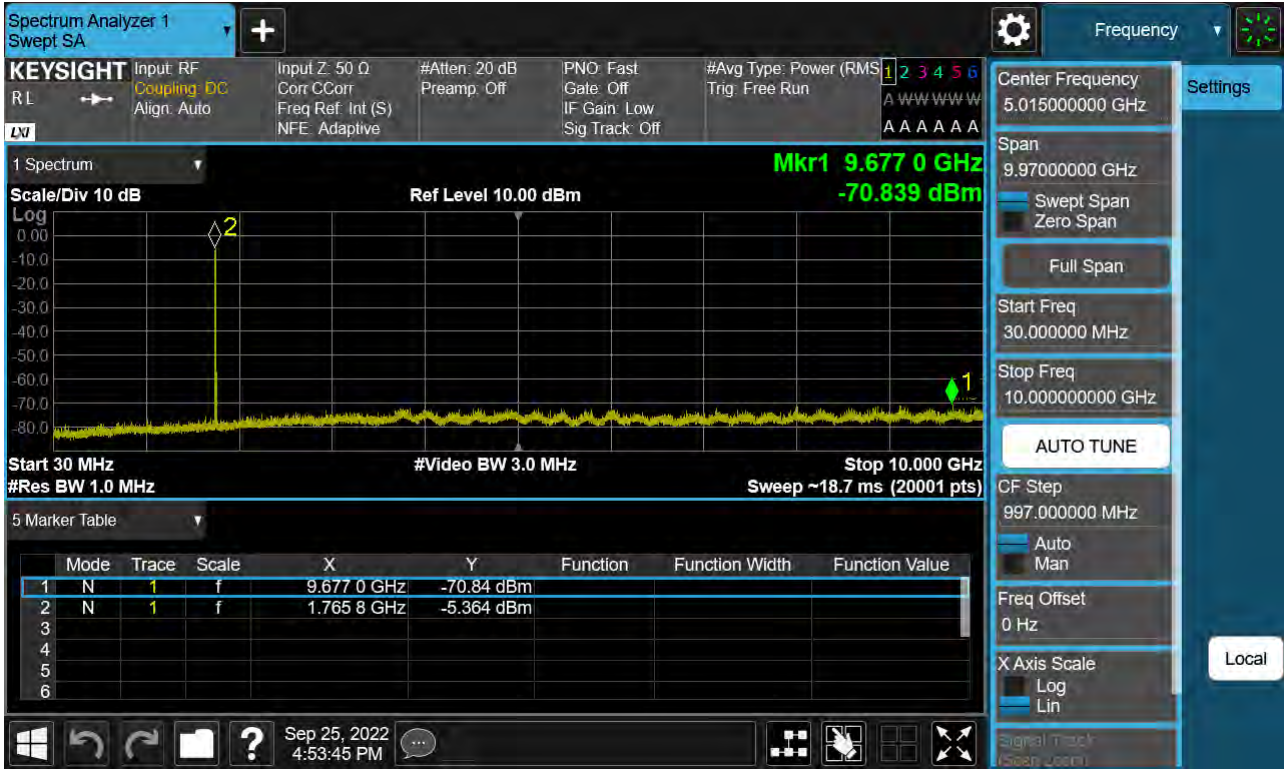 Spectrum Analyzer 1
Swept SA
Frequency
KEYSIGHT
RL
LXI
Input: RF
Coupling: DC
Align: Auto
Input Z: 50 Ω
Corr CCorr
Freq Ref: Int (S)
NFE: Adaptive
#Atten: 20 dB
Preamp: Off
PNO: Fast
Gate: Off
IF Gain: Low
Sig Track: Off
#Avg Type: Power (RMS
Trig: Free Run
1 2 3 4 5 6
A W W W W W
A A A A A A
1 Spectrum
Scale/Div 10 dB
Ref Level 10.00 dBm
Mkr1 9.677 0 GHz
-70.839 dBm
Log
0.00
-10.0
-20.0
-30.0
-40.0
-50.0
-60.0
-70.0
-80.0
2
1
Start 30 MHz
#Video BW 3.0 MHz
Stop 10.000 GHz
#Res BW 1.0 MHz
Sweep ~18.7 ms (20001 pts)
5 Marker Table
Mode Trace Scale X Y Function Function Width Function Value
1 N 1 f 9.677 0 GHz -70.84 dBm
2 N 1 f 1.765 8 GHz -5.364 dBm
3
4
5
6
Sep 25, 2022
4:53:45 PM
Center Frequency
5.015000000 GHz
Span
9.97000000 GHz
Swept Span
Zero Span
Full Span
Start Freq
30.000000 MHz
Stop Freq
10.000000000 GHz
AUTO TUNE
CF Step
997.000000 MHz
Auto
Man
Freq Offset
0 Hz
X Axis Scale
Log
Lin
Signal Track
(Span Zoom)
Settings
Local